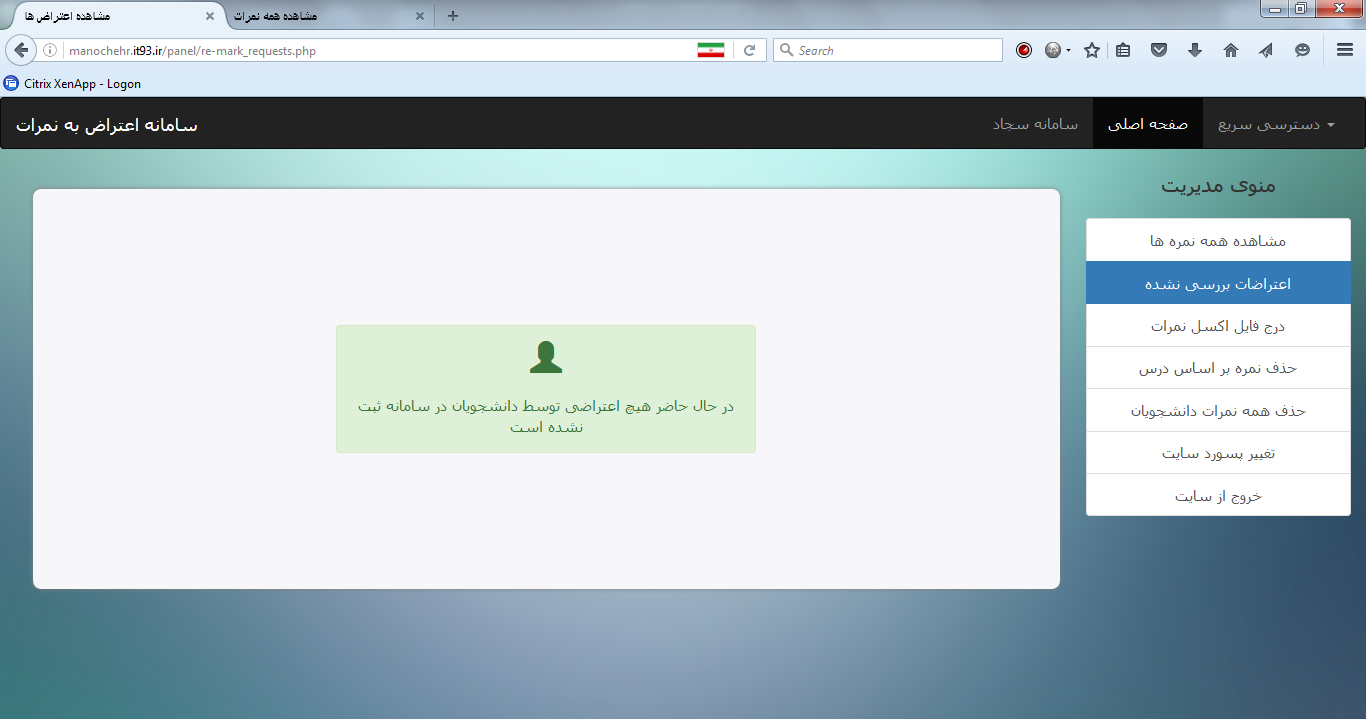 مشاهده اعتراض ها
مشاهده همه نمرات
manochehr.it93.ir/panel/re-mark_requests.php
Search
Citrix XenApp - Logon
دسترسی سریع
صفحه اصلی
سامانه سجاد
سامانه اعتراض به نمرات
منوی مدیریت
مشاهده همه نمره ها
اعتراضات بررسی نشده
درج فایل اکسل نمرات
حذف نمره بر اساس درس
حذف همه نمرات دانشجویان
تغییر پسورد سایت
خروج از سایت
در حال حاضر هیچ اعتراضی توسط دانشجویان در سامانه ثبت
نشده است